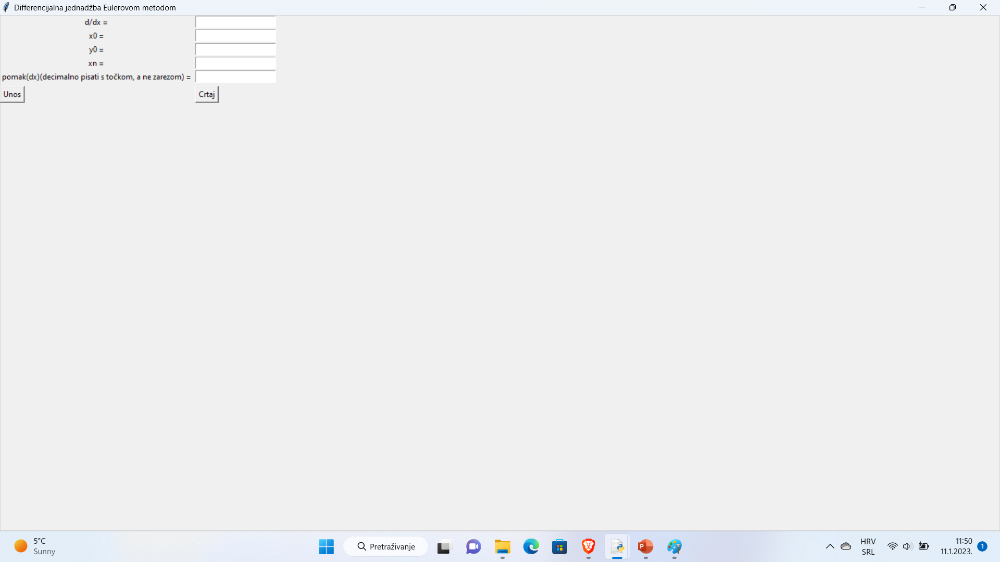 Differencijalna jednadžba Eulerovom metodom
d/dx =
x0 =
y0 =
xn =
pomak(dx)(decimalno pisati s točkom, a ne zarezom) =
Unos
Crtaj
5°C
Sunny
Pretraživanje
P
HRV
SRL
11:50
11.1.2023.
1